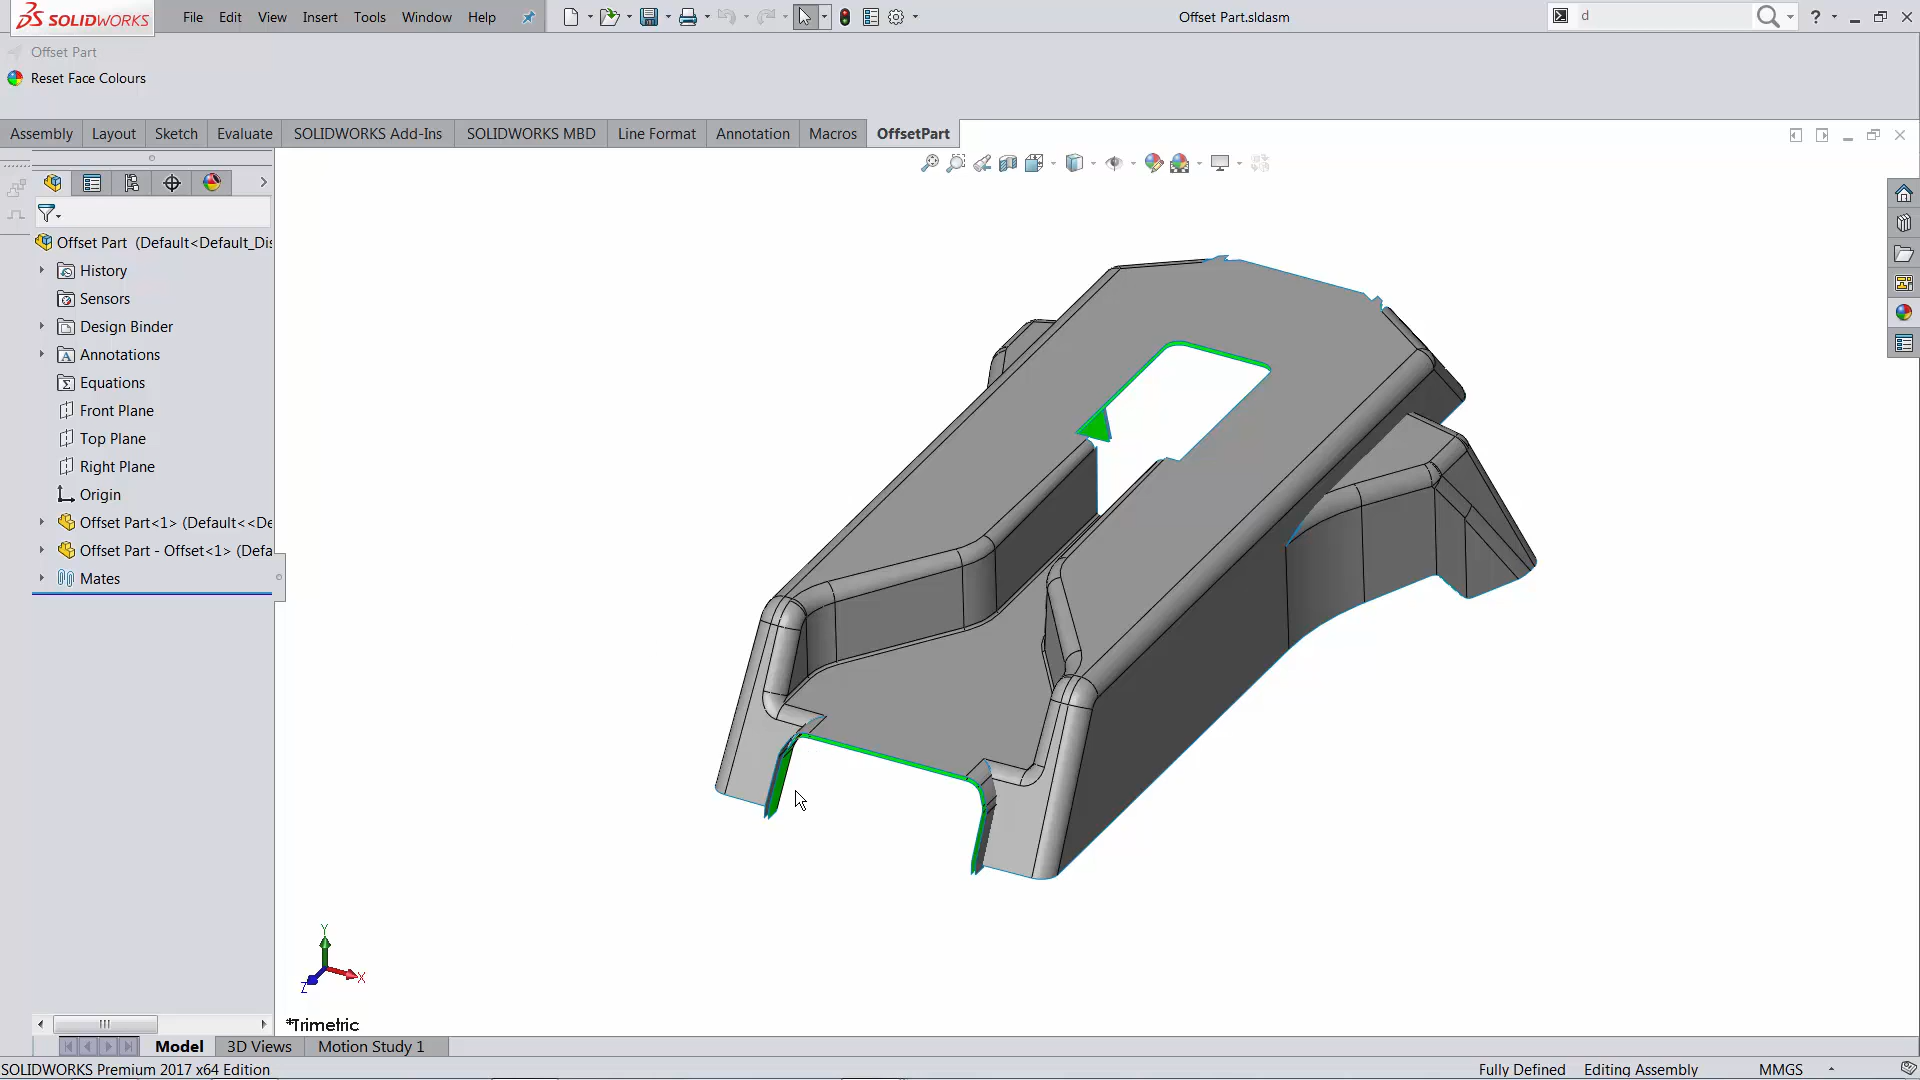 SOLIDWORKS File Edit View Insert Tools Window Help Offset Part.sldasm d ?
Offset Part
Reset Face Colours
Assembly Layout Sketch Evaluate SOLIDWORKS Add-Ins SOLIDWORKS MBD Line Format Annotation Macros OffsetPart
Offset Part (Default<Default_Dis
History
Sensors
Design Binder
Annotations
Equations
Front Plane
Top Plane
Right Plane
Origin
Offset Part<1> (Default<<De
Offset Part - Offset<1> (Defa
Mates
Y
X
Z
*Trimetric
Model 3D Views Motion Study 1
SOLIDWORKS Premium 2017 x64 Edition Fully Defined Editing Assembly MMGS